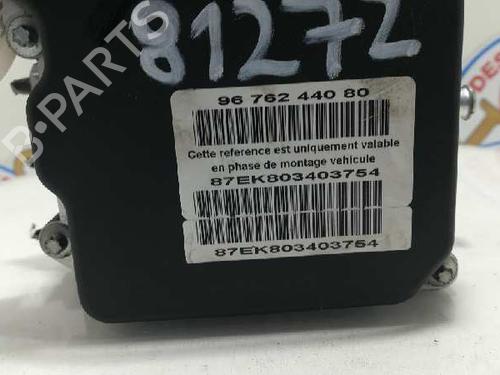 81272
96 762 440 80
Cette reference est uniquement valable
en phase de montage vehicule
87EK803403754
87EK803403754
B-PARTS